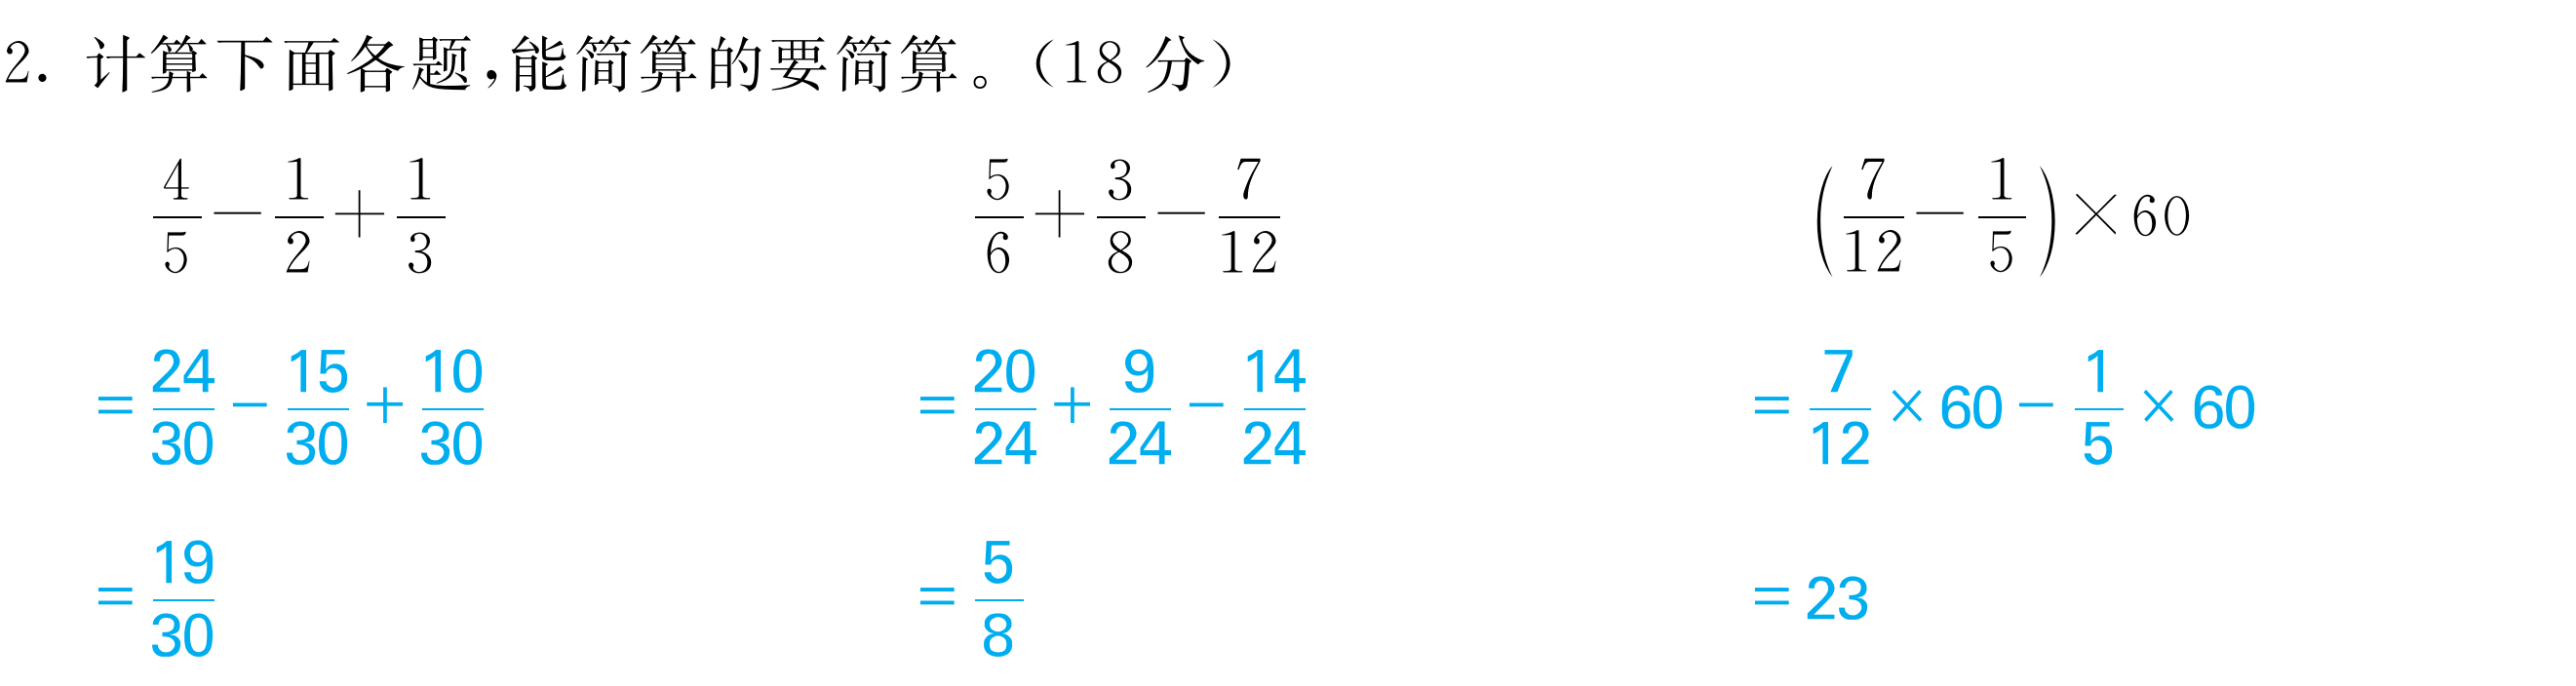 2. 计算下面各题,能简算的要简算。(18 分)
4/5 − 1/2 + 1/3    5/6 + 3/8 − 7/12    (7/12 − 1/5) × 60
= 24/30 − 15/30 + 10/30    = 20/24 + 9/24 − 14/24    = 7/12 × 60 − 1/5 × 60
= 19/30    = 5/8    = 23